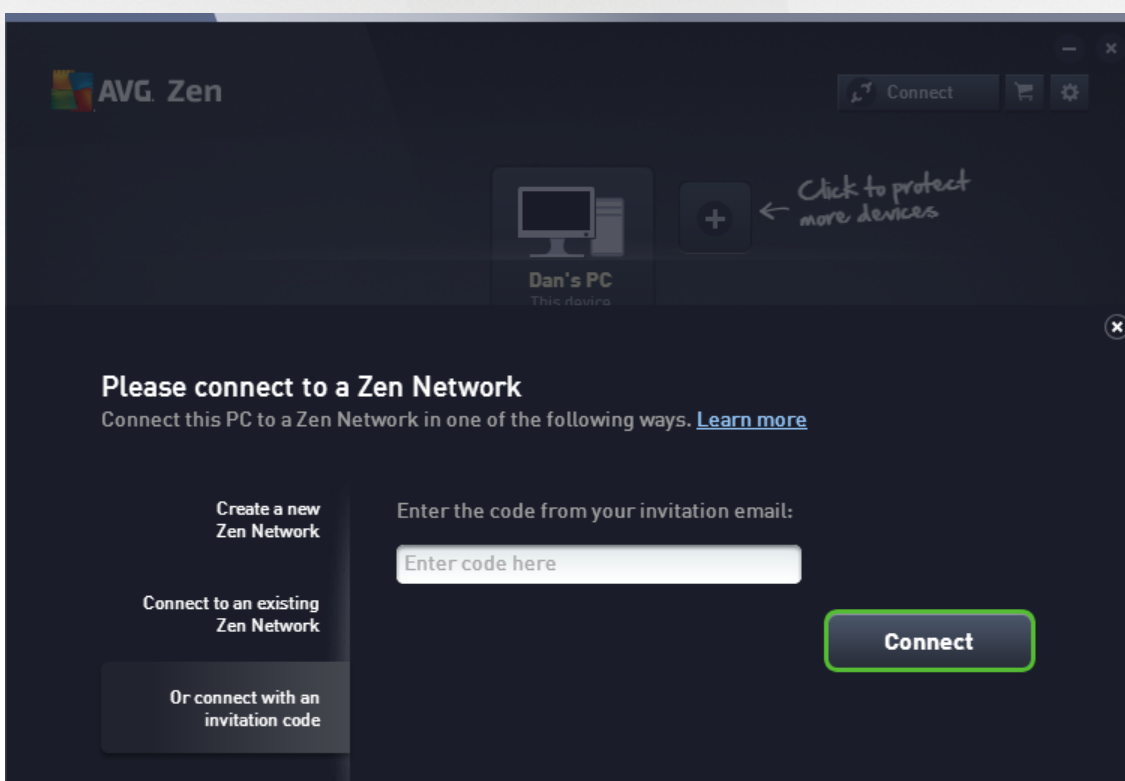 AVG. Zen
Connect
Click to protect
more devices
Dan's PC
This device
Please connect to a Zen Network
Connect this PC to a Zen Network in one of the following ways. Learn more
Create a new
Zen Network
Connect to an existing
Zen Network
Or connect with an
invitation code
Enter the code from your invitation email:
Enter code here
Connect